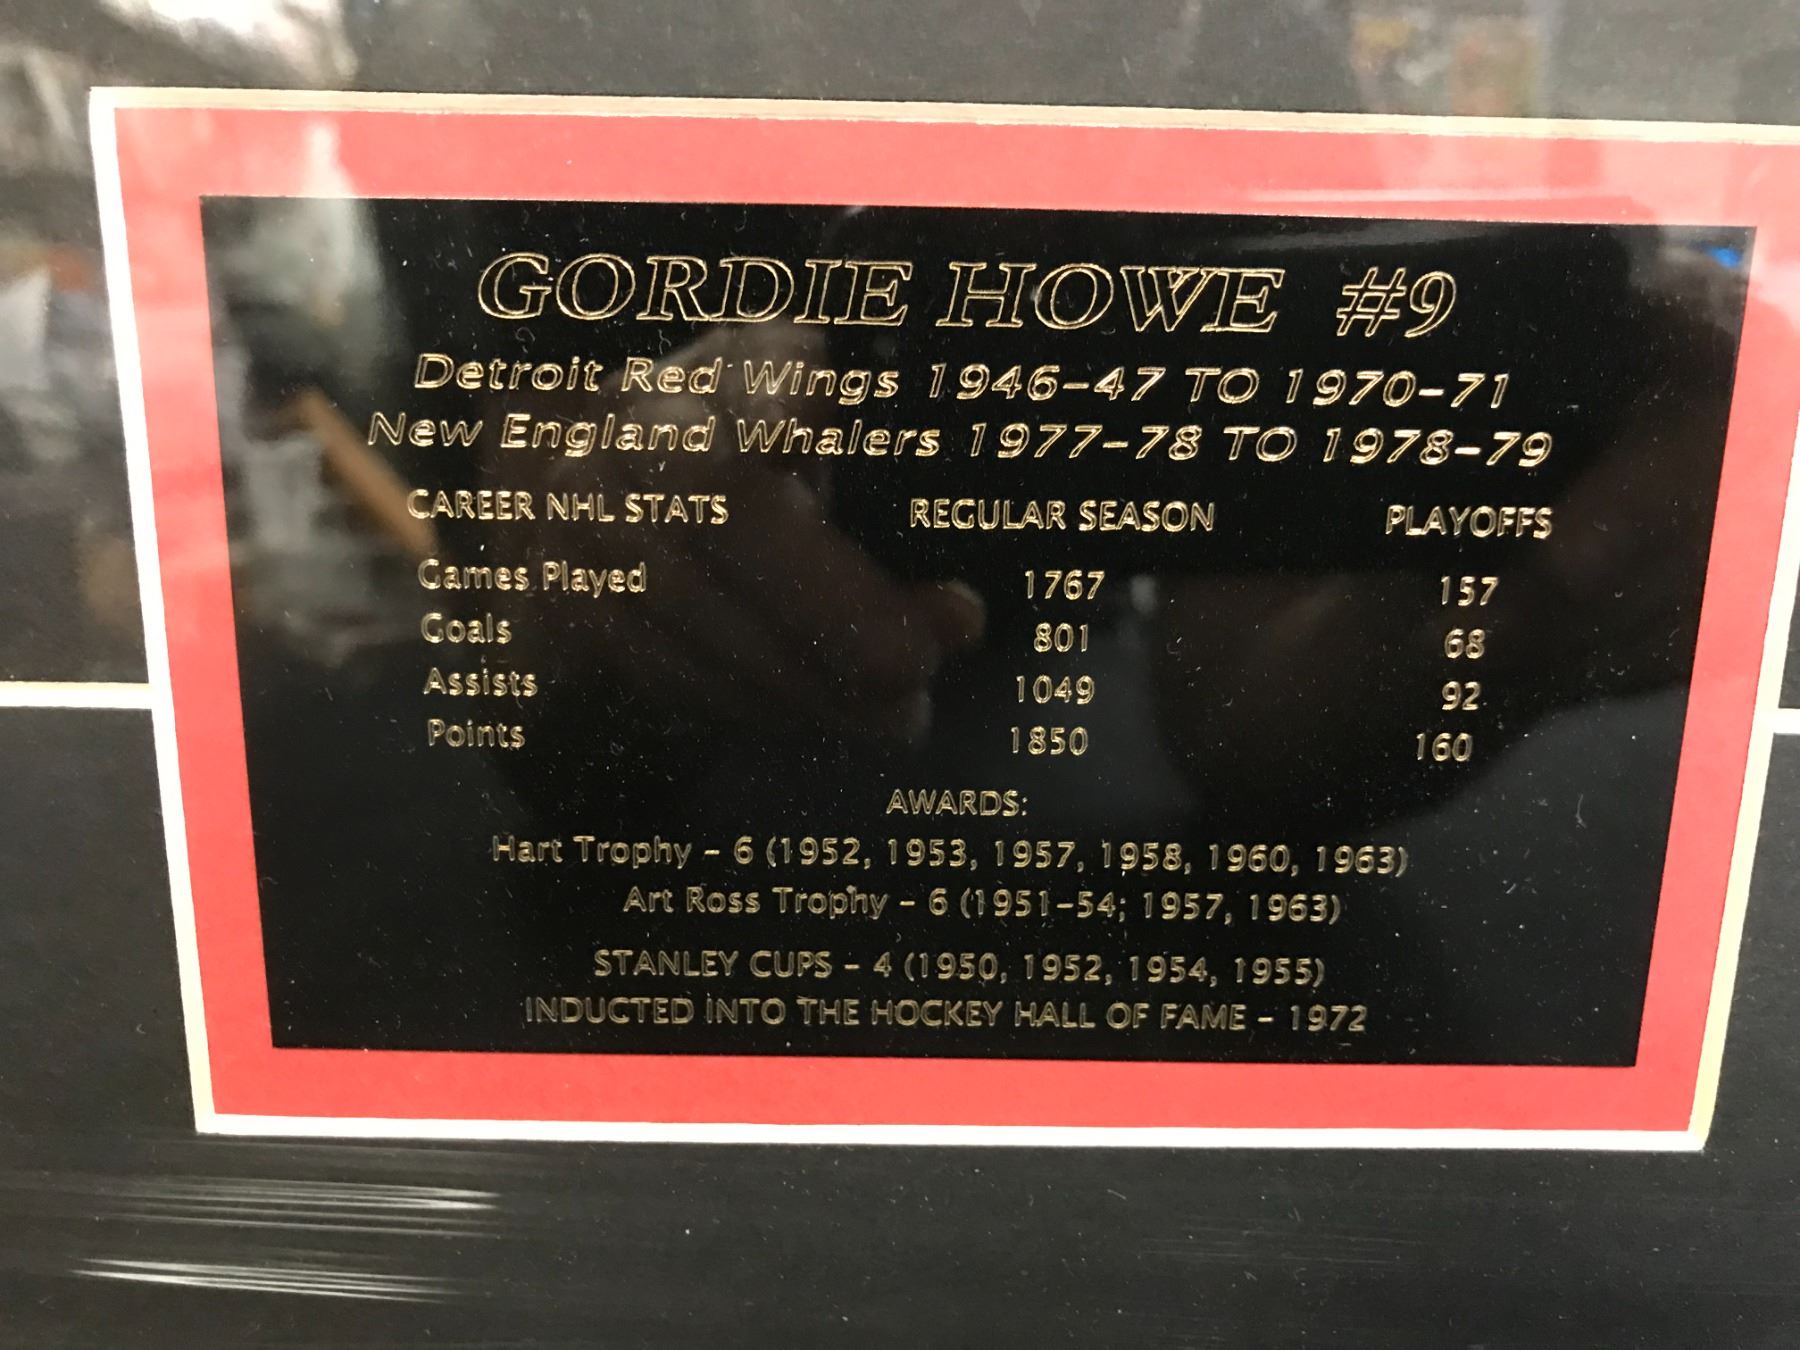 GORDIE HOWE #9
Detroit Red Wings 1946-47 TO 1970-71
New England Whalers 1977-78 TO 1978-79
CAREER NHL STATS REGULAR SEASON PLAYOFFS
Games Played 1767 157
Goals 801 68
Assists 1049 92
Points 1850 160
AWARDS:
Hart Trophy - 6 (1952, 1953, 1957, 1958, 1960, 1963)
Art Ross Trophy - 6 (1951-54; 1957, 1963)
STANLEY CUPS - 4 (1950, 1952, 1954, 1955)
INDUCTED INTO THE HOCKEY HALL OF FAME - 1972